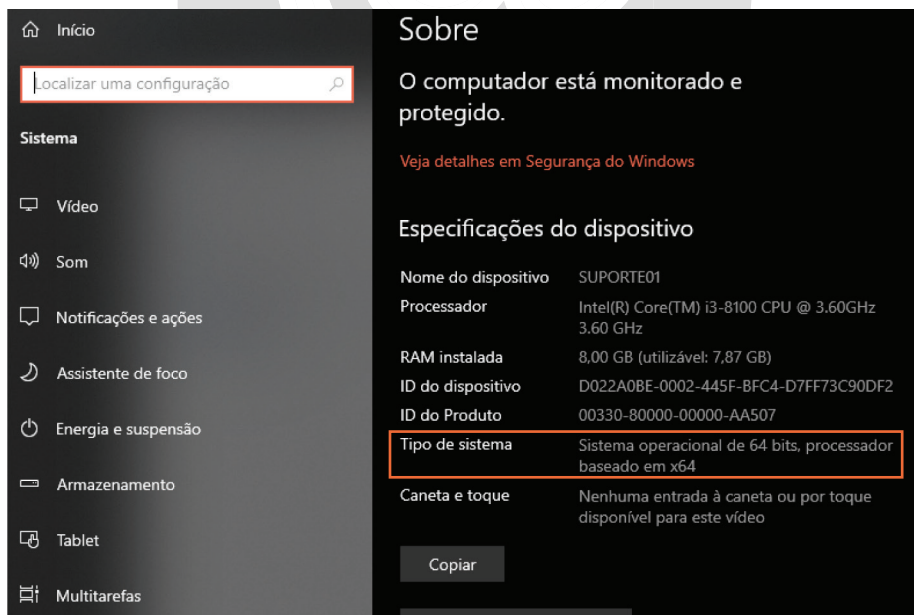 Início
Localizar uma configuração
Sistema
Vídeo
Som
Notificações e ações
Assistente de foco
Energia e suspensão
Armazenamento
Tablet
Multitarefas
Sobre
O computador está monitorado e
protegido.
Veja detalhes em Segurança do Windows
Especificações do dispositivo
Nome do dispositivo SUPORTE01
Processador Intel(R) Core(TM) i3-8100 CPU @ 3.60GHz
3.60 GHz
RAM instalada 8,00 GB (utilizável: 7,87 GB)
ID do dispositivo D022A0BE-0002-445F-BFC4-D7FF73C90DF2
ID do Produto 00330-80000-00000-AA507
Tipo de sistema Sistema operacional de 64 bits, processador
baseado em x64
Caneta e toque Nenhuma entrada à caneta ou por toque
disponível para este vídeo
Copiar